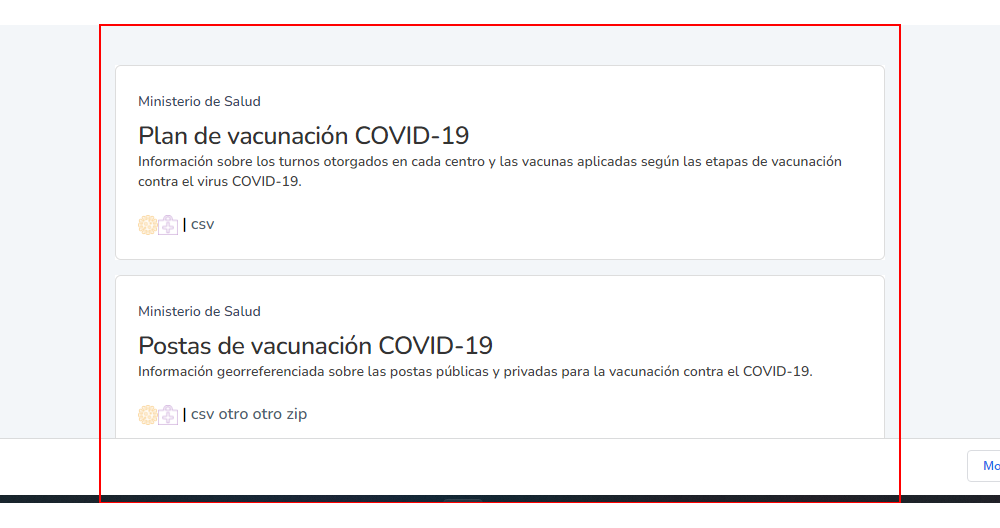 Ministerio de Salud
Plan de vacunación COVID-19
Información sobre los turnos otorgados en cada centro y las vacunas aplicadas según las etapas de vacunación
contra el virus COVID-19.
| csv
Ministerio de Salud
Postas de vacunación COVID-19
Información georreferenciada sobre las postas públicas y privadas para la vacunación contra el COVID-19.
| csv otro otro zip
Mo